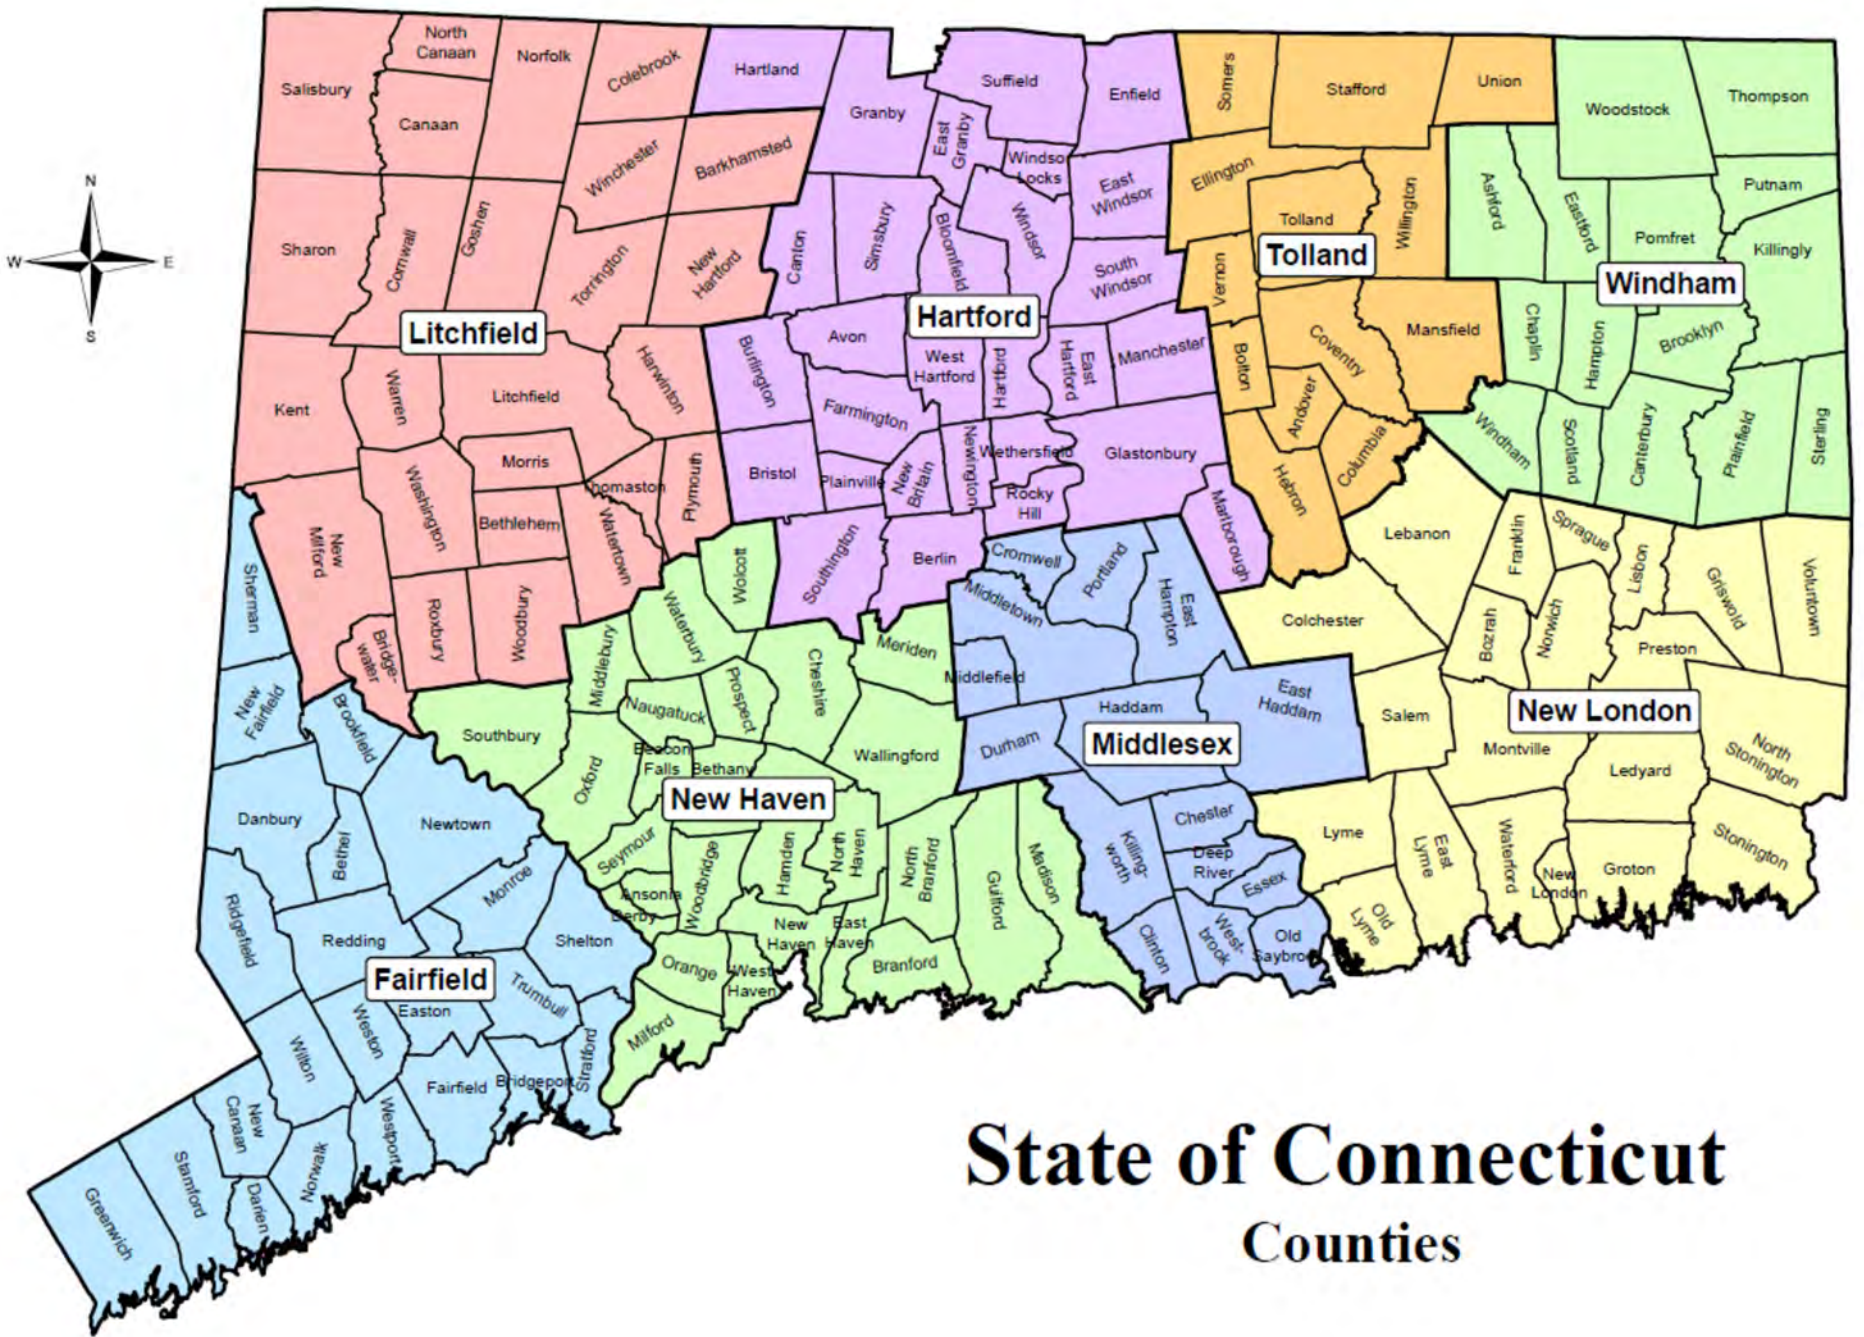 North
Canaan
Norfolk
Colebrook
Salisbury
Canaan
Winchester
Barkhamsted
Sharon
Cornwall
Goshen
Torrington
New
Hartford
Litchfield
Kent
Warren
Litchfield
Harwinton
Morris
Washington
Bethlehem
Thomaston
Plymouth
Watertown
New
Milford
Bridge-
water
Roxbury
Woodbury
Hartland
Granby
Suffield
Enfield
East
Granby
Windso
Locks
East
Windsor
Canton
Simsbury
Bloomfield
Windsor
South
Windsor
Hartford
Burlington
Avon
West
Hartford
Hartford
East
Hartford
Manchester
Farmington
Bristol
Plainville
New
Britain
Newington
Wethersfield
Rocky
Hill
Glastonbury
Marlborough
Southington
Berlin
Somers
Stafford
Union
Ellington
Tolland
Willington
Tolland
Vernon
Bolton
Coventry
Mansfield
Andover
Columbia
Hebron
Woodstock
Thompson
Putnam
Ashford
Eastford
Pomfret
Killingly
Windham
Chaplin
Hampton
Brooklyn
Windham
Scotland
Canterbury
Plainfield
Sterling
N
W
E
S
Sherman
New
Fairfield
Brookfield
Danbury
Bethel
Newtown
Ridgefield
Redding
Monroe
Shelton
Fairfield
Easton
Trumbull
Weston
Wilton
Fairfield
Bridgeport
Stratford
New
Canaan
Westport
Norwalk
Darien
Stamford
Greenwich
Wolcott
Waterbury
Middlebury
Cheshire
Meriden
Prospect
Naugatuck
Southbury
Oxford
Beacon
Falls
Bethany
Wallingford
New Haven
Seymour
Woodbridge
Hamden
North
Haven
North
Branford
Guilford
Madison
Ansonia
Derby
New
Haven
East
Haven
Branford
Orange
West
Haven
Milford
Cromwell
Portland
East
Hampton
Middletown
Middlefield
Haddam
East
Haddam
Durham
Middlesex
Chester
Killing-
worth
Deep
River
Essex
Clinton
West-
brook
Old
Saybroo
Lebanon
Franklin
Sprague
Lisbon
Griswold
Voluntown
Colchester
Bozrah
Norwich
Preston
Salem
New London
Montville
Ledyard
North
Stonington
Lyme
East
Lyme
Waterford
New
London
Groton
Stonington
Old
Lyme
State of Connecticut
Counties